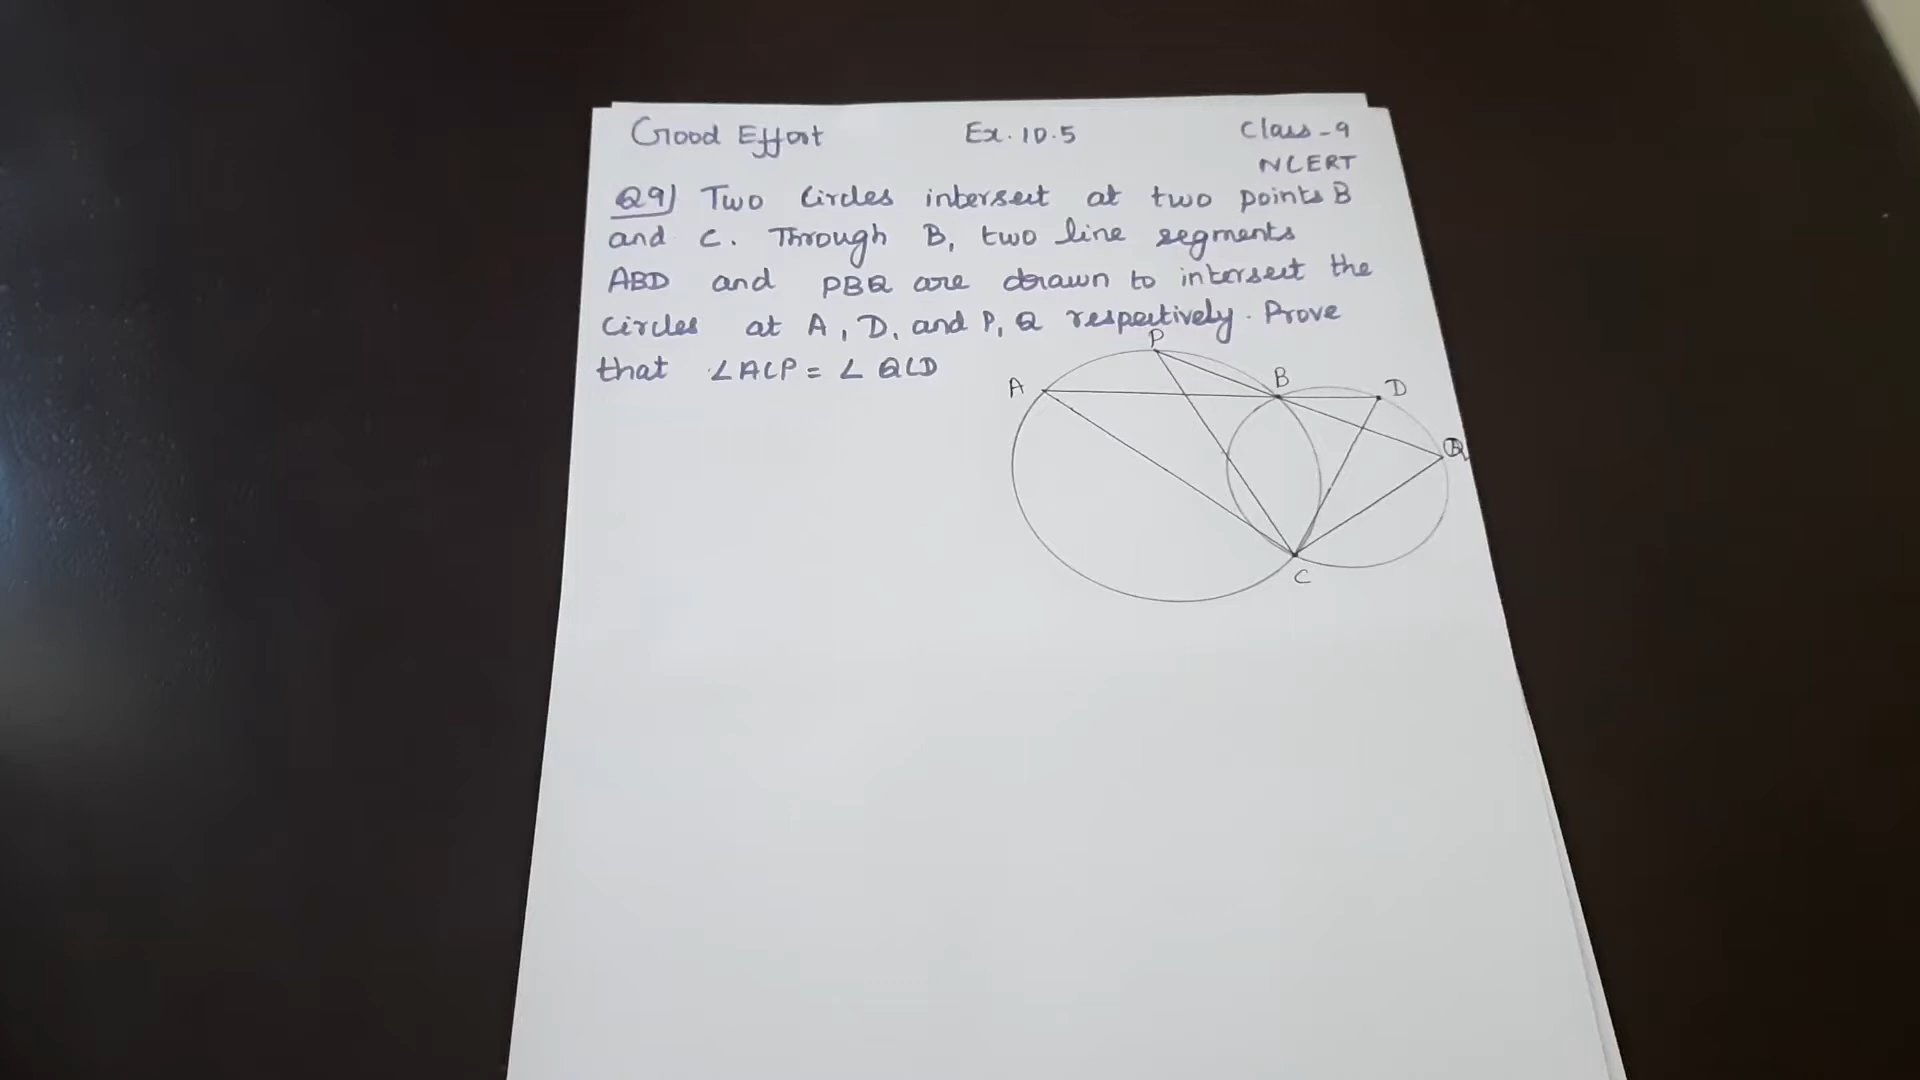 Good Effort Ex. 10.5 Class-9
NCERT
Q9) Two Circles intersect at two points B
and C. Through B, two line segments
ABD and PBQ are drawn to intersect the
Circles at A, D, and P, Q respectively. Prove
that ∠ACP = ∠QCD
P
A
B
D
Q
C